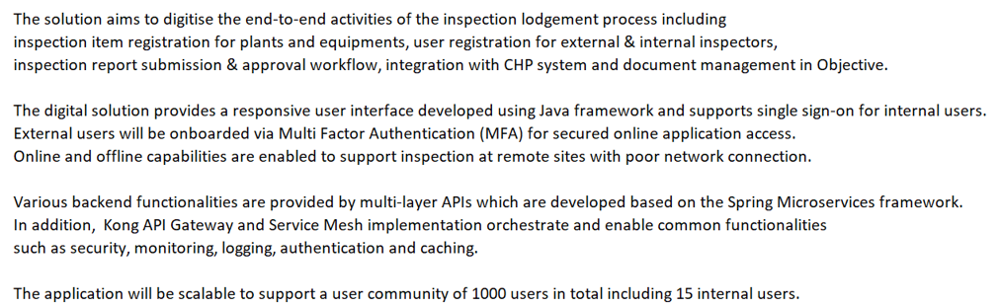 The solution aims to digitise the end-to-end activities of the inspection lodgement process including
inspection item registration for plants and equipments, user registration for external & internal inspectors,
inspection report submission & approval workflow, integration with CHP system and document management in Objective.
The digital solution provides a responsive user interface developed using Java framework and supports single sign-on for internal users.
External users will be onboarded via Multi Factor Authentication (MFA) for secured online application access.
Online and offline capabilities are enabled to support inspection at remote sites with poor network connection.
Various backend functionalities are provided by multi-layer APIs which are developed based on the Spring Microservices framework.
In addition,  Kong API Gateway and Service Mesh implementation orchestrate and enable common functionalities
such as security, monitoring, logging, authentication and caching.
The application will be scalable to support a user community of 1000 users in total including 15 internal users.